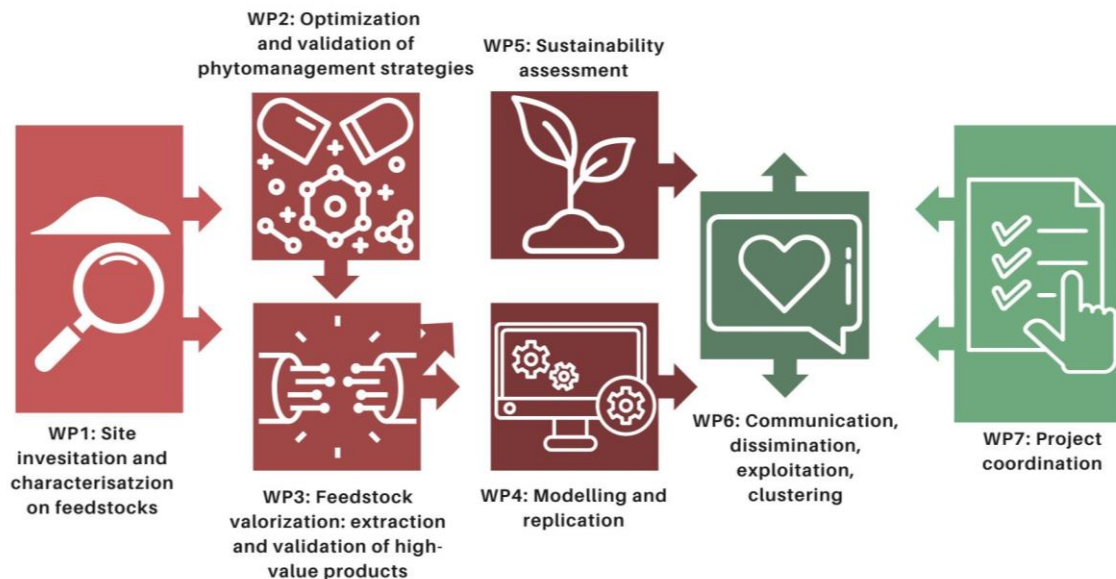 WP2: Optimization
and validation of
phytomanagement strategies
WP5: Sustainability
assessment
WP1: Site
invesitation and
characterisatzion
on feedstocks
WP3: Feedstock
valorization: extraction
and validation of high-
value products
WP4: Modelling and
replication
WP6: Communication,
dissimination,
exploitation,
clustering
WP7: Project
coordination